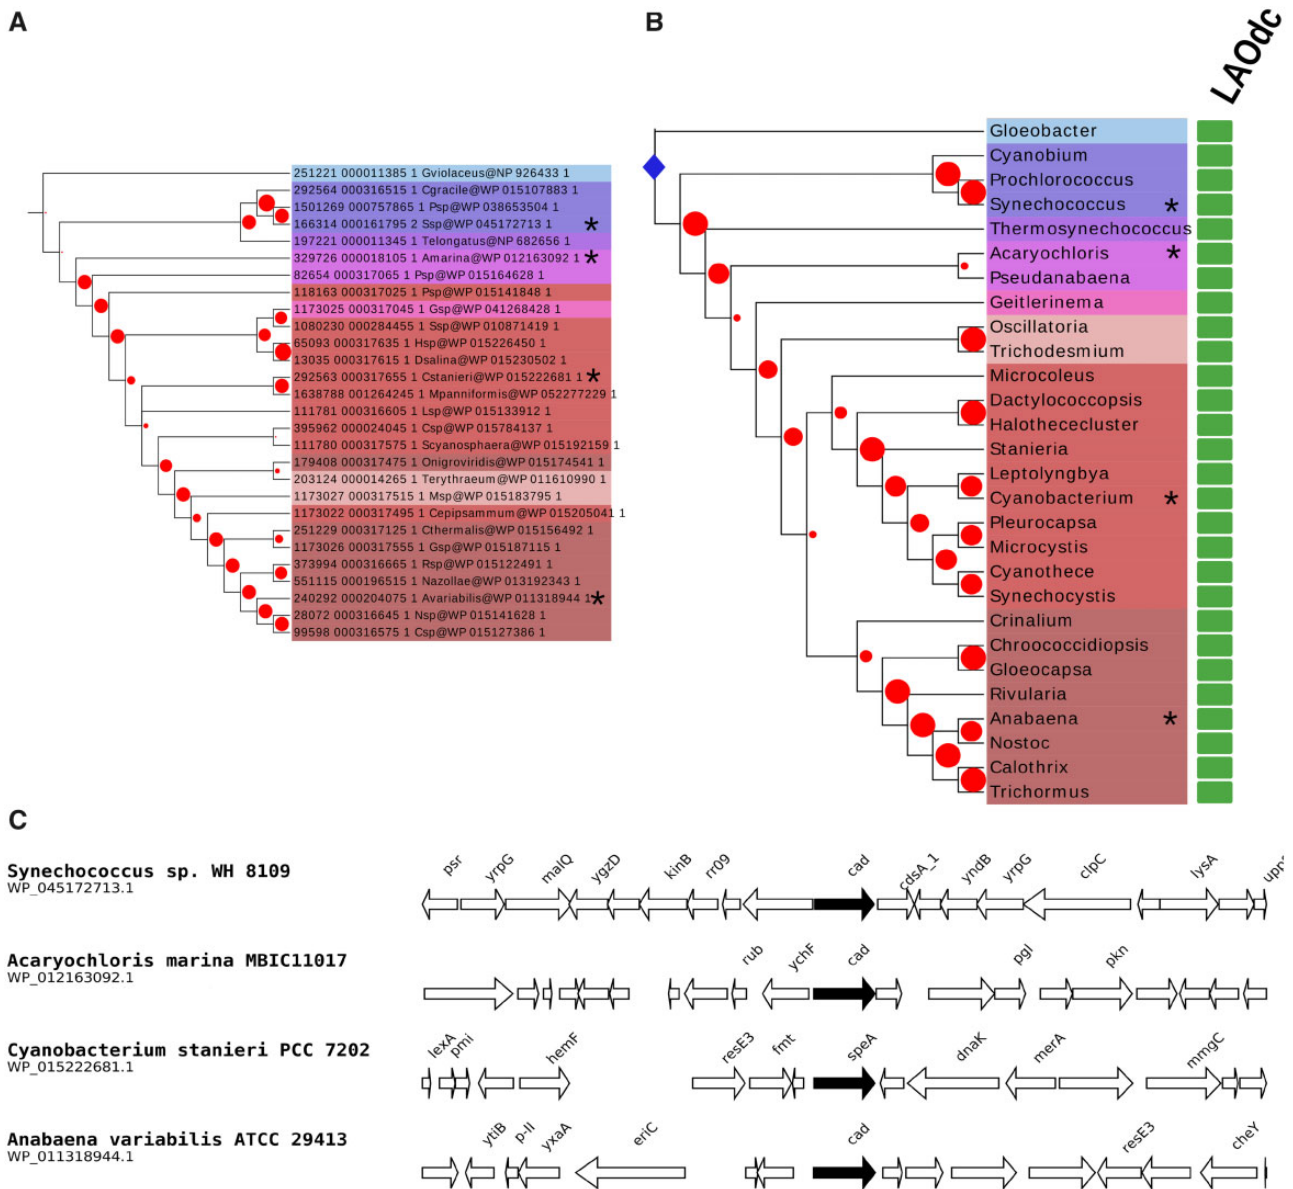 A
B
LAOdc
251221 000011385 1 Gviolaceus@NP 926433 1
292564 000316515 1 Cgracile@WP 015107883 1
1501269 000757865 1 Psp@WP 038653504 1
166314 000161795 2 Ssp@WP 045172713 1 *
197221 000011345 1 Telongatus@NP 682656 1
329726 000018105 1 Amarina@WP 012163092 1 *
82654 000317065 1 Psp@WP 015164628 1
118163 000317025 1 Psp@WP 015141848 1
1173025 000317045 1 Gsp@WP 041268428 1
1080230 000284455 1 Ssp@WP 010871419 1
65093 000317635 1 Hsp@WP 015226450 1
13035 000317615 1 Dsalina@WP 015230502 1
292563 000317655 1 Cstanieri@WP 015222681 1 *
1638788 001264245 1 Mpanniformis@WP 052277229 1
111781 000316605 1 Lsp@WP 015133912 1
395962 000024045 1 Csp@WP 015784137 1
111780 000317575 1 Scyanosphaera@WP 015192159 1
179408 000317475 1 Onigroviridis@WP 015174541 1
203124 000014265 1 Terythraeum@WP 011610990 1
1173027 000317515 1 Msp@WP 015183795 1
1173022 000317495 1 Cepipsammum@WP 015205041 1
251229 000317125 1 Cthermalis@WP 015156492 1
1173026 000317555 1 Gsp@WP 015187115 1
373994 000316665 1 Rsp@WP 015122491 1
551115 000196515 1 Nazollae@WP 013192343 1
240292 000204075 1 Avariabilis@WP 011318944 1 *
28072 000316645 1 Nsp@WP 015141628 1
99598 000316575 1 Csp@WP 015127386 1
Gloeobacter
Cyanobium
Prochlorococcus
Synechococcus *
Thermosynechococcus
Acaryochloris *
Pseudanabaena
Geitlerinema
Oscillatoria
Trichodesmium
Microcoleus
Dactylococcopsis
Halothececluster
Stanieria
Leptolyngbya
Cyanobacterium *
Pleurocapsa
Microcystis
Cyanothece
Synechocystis
Crinalium
Chroococcidiopsis
Gloeocapsa
Rivularia
Anabaena *
Nostoc
Calothrix
Trichormus
C
Synechococcus sp. WH 8109
WP_045172713.1
psr yrpG malQ ygzD kinB rr09 cad cdsA_1 yndB yrpG clpC lysA
Acaryochloris marina MBIC11017
WP_012163092.1
rub ychF cad pgI pkn
Cyanobacterium stanieri PCC 7202
WP_015222681.1
lexA pmi hemF resE3 fmt speA dnaK merA mmgC
Anabaena variabilis ATCC 29413
WP_011318944.1
ytlB p-II yxaA eriC cad resE3 cheY